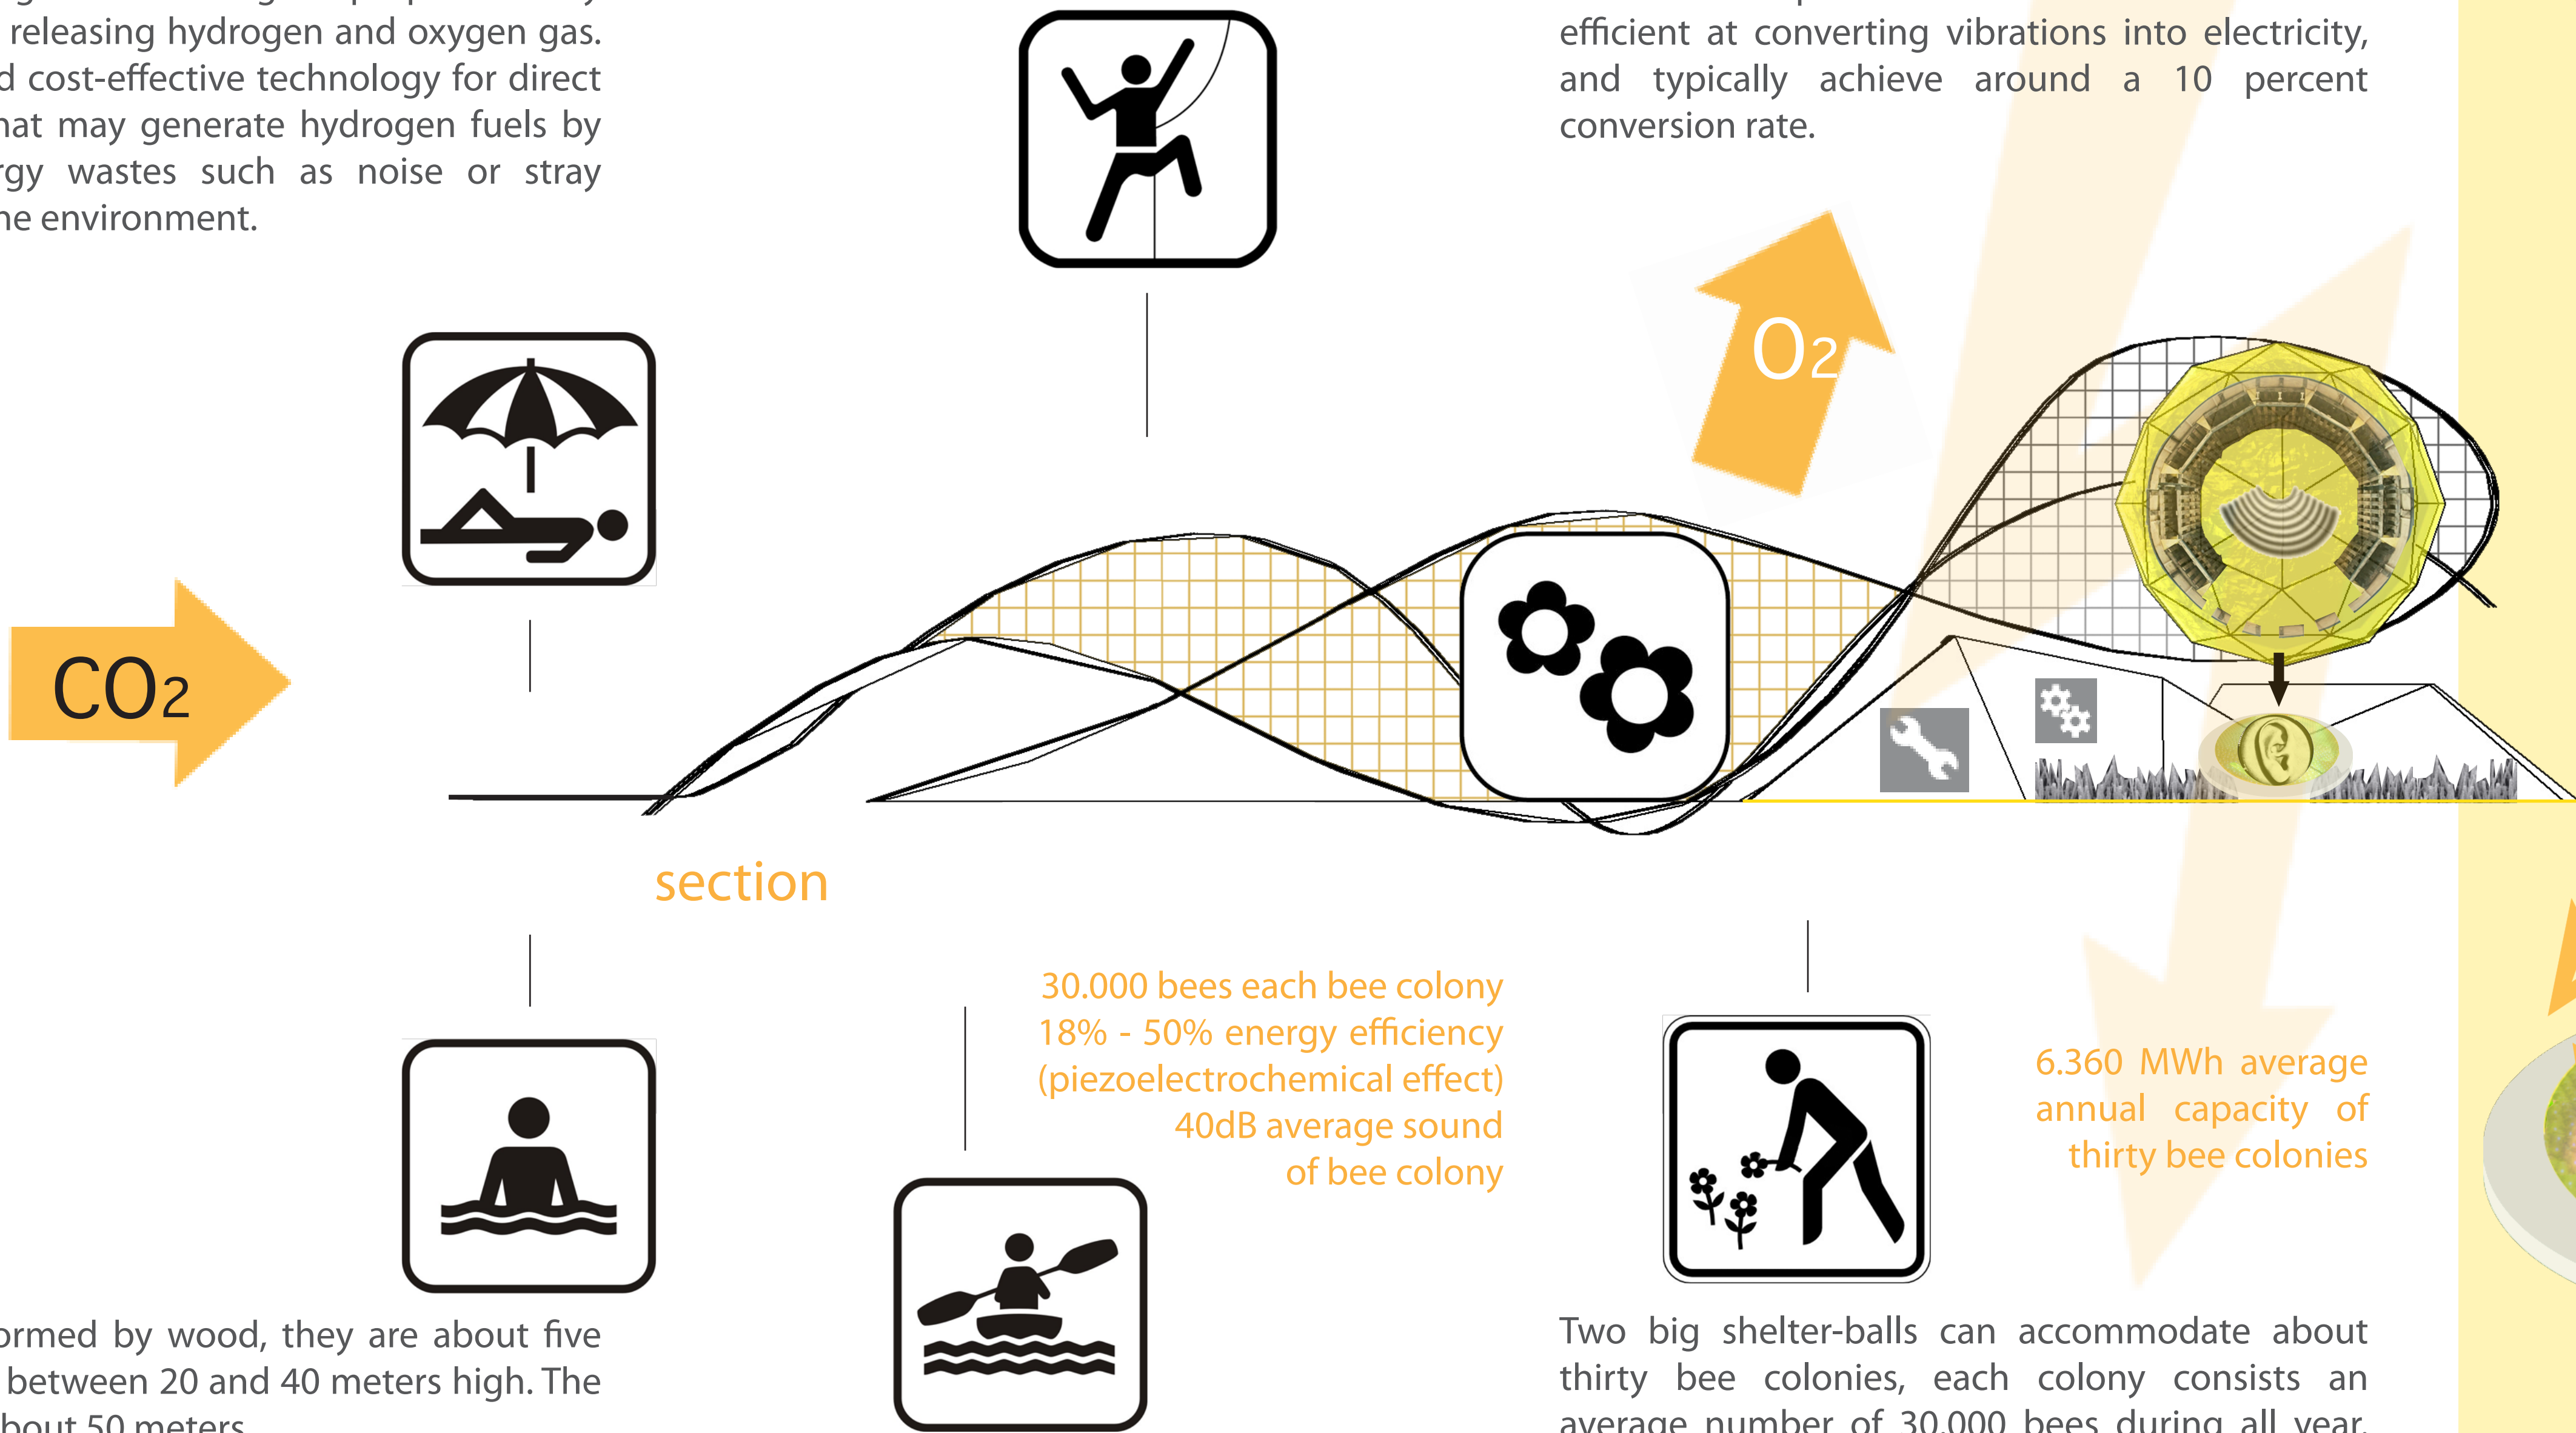 releasing hydrogen and oxygen gas.
cost-effective technology for direct
may generate hydrogen fuels by
wastes such as noise or stray
environment.
efficient at converting vibrations into electricity,
and typically achieve around a 10 percent
conversion rate.
O2
CO2
section
30.000 bees each bee colony
18% - 50% energy efficiency
(piezoelectrochemical effect)
40dB average sound
of bee colony
6.360 MWh average
annual capacity of
thirty bee colonies
by wood, they are about five
between 20 and 40 meters high. The
50 meters
Two big shelter-balls can accommodate about
thirty bee colonies, each colony consists an
average number of 30.000 bees during all year.